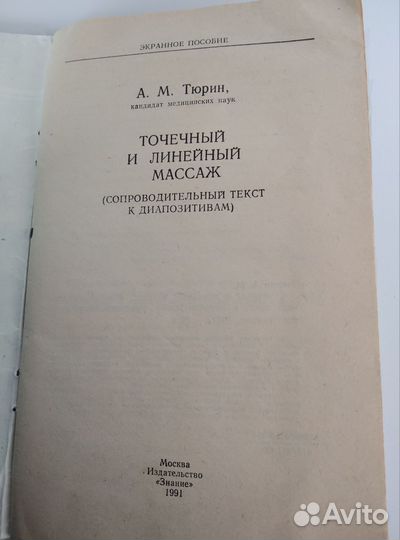 ЭКРАННОЕ ПОСОБИЕ
А. М. Тюрин,
кандидат медицинских наук
ТОЧЕЧНЫЙ
И ЛИНЕЙНЫЙ
МАССАЖ
(СОПРОВОДИТЕЛЬНЫЙ ТЕКСТ
К ДИАПОЗИТИВАМ)
Москва
Издательство
«Знание»
1991
Avito